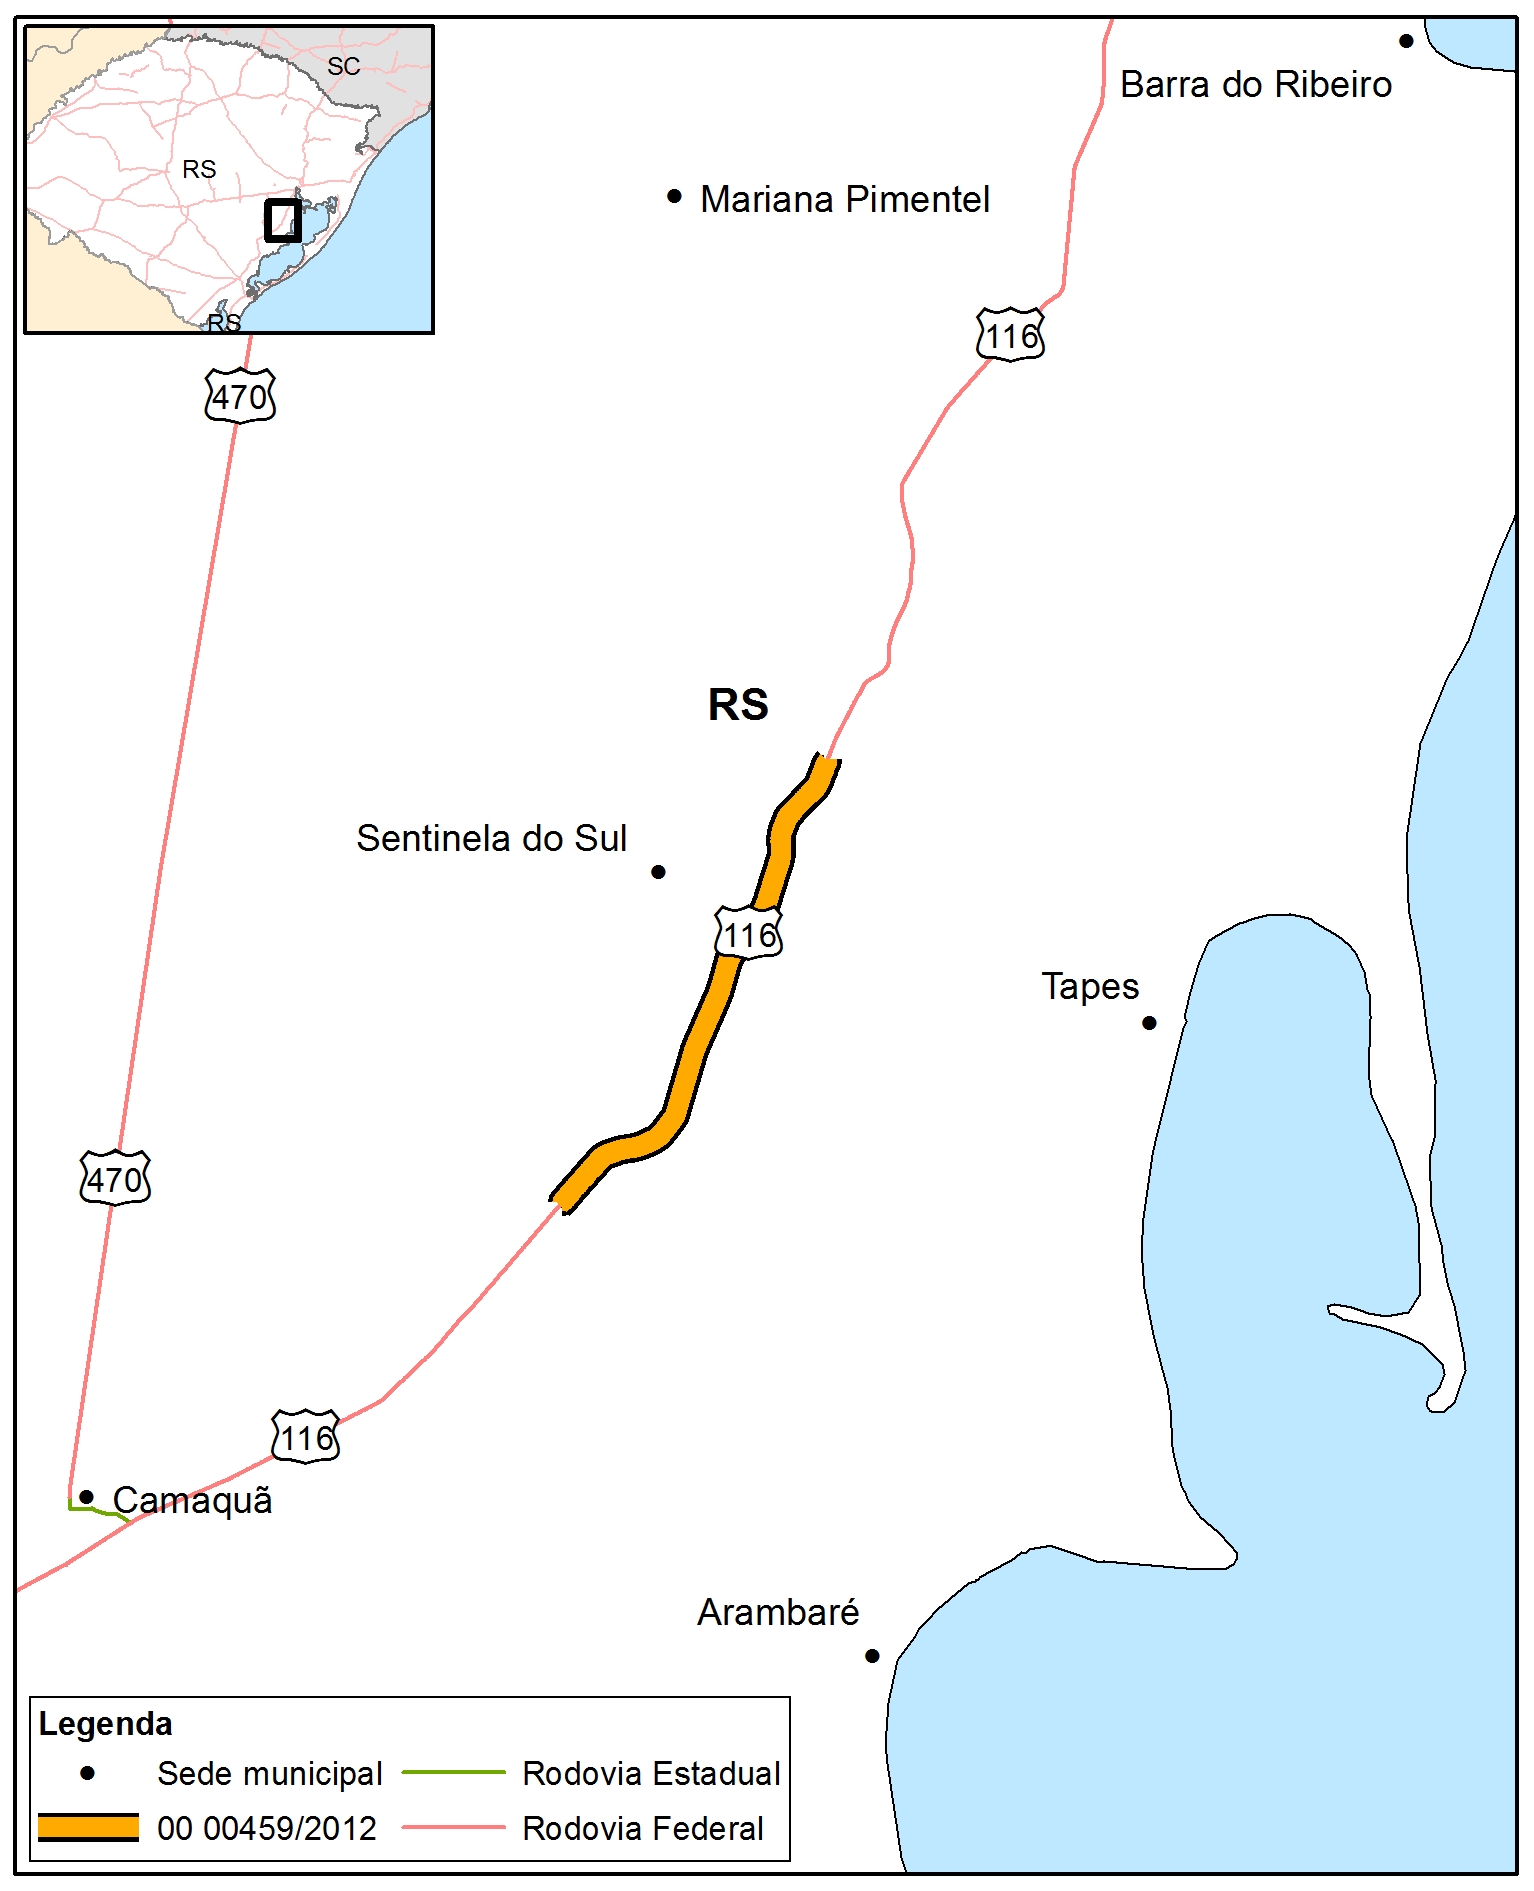 SC
RS
RS
Barra do Ribeiro
Mariana Pimentel
116
470
RS
Sentinela do Sul
116
Tapes
470
116
Camaquã
Arambaré
Legenda
Sede municipal
Rodovia Estadual
00 00459/2012
Rodovia Federal